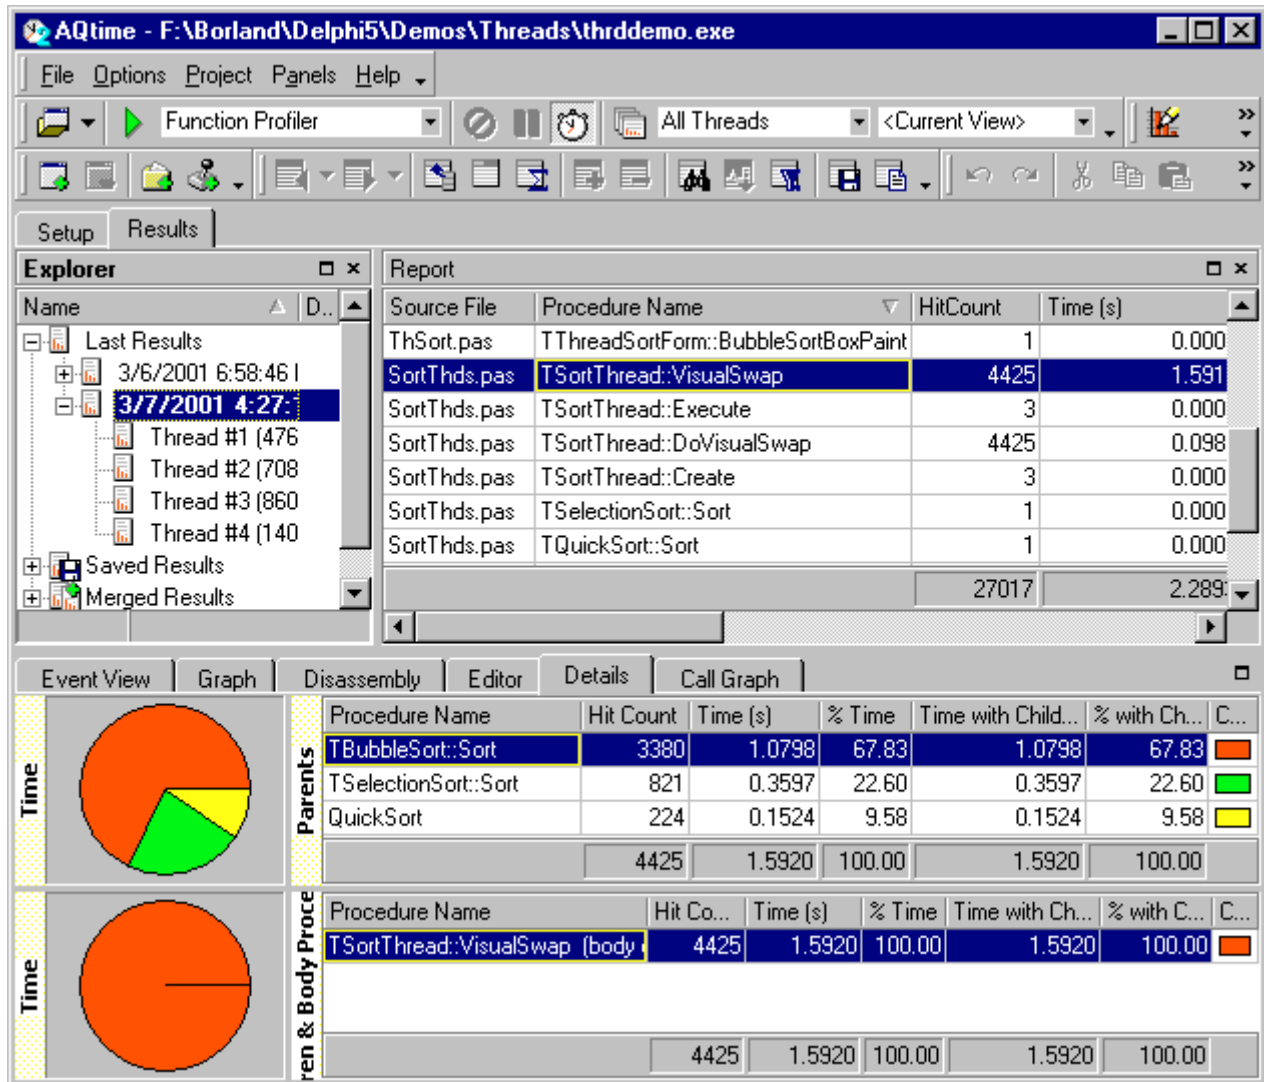 AQtime - F:\Borland\Delphi5\Demos\Threads\thrddemo.exe
File Options Project Panels Help
Function Profiler All Threads <Current View>
Setup Results
Explorer
Name D..
Last Results
3/6/2001 6:58:46
3/7/2001 4:27:
Thread #1 (476
Thread #2 (708
Thread #3 (860
Thread #4 (140
Saved Results
Merged Results
Report
Source File Procedure Name HitCount Time (s)
ThSort.pas TThreadSortForm::BubbleSortBoxPaint 1 0.000
SortThds.pas TSortThread::VisualSwap 4425 1.591
SortThds.pas TSortThread::Execute 3 0.000
SortThds.pas TSortThread::DoVisualSwap 4425 0.098
SortThds.pas TSortThread::Create 3 0.000
SortThds.pas TSelectionSort::Sort 1 0.000
SortThds.pas TQuickSort::Sort 1 0.000
27017 2.289
Event View Graph Disassembly Editor Details Call Graph
Time
Parents
Procedure Name Hit Count Time (s) % Time Time with Child... % with Ch... C...
TBubbleSort::Sort 3380 1.0798 67.83 1.0798 67.83
TSelectionSort::Sort 821 0.3597 22.60 0.3597 22.60
QuickSort 224 0.1524 9.58 0.1524 9.58
4425 1.5920 100.00 1.5920 100.00
Time
ren & Body Proce
Procedure Name Hit Co... Time (s) % Time Time with Ch... % with C... C...
TSortThread::VisualSwap (body 4425 1.5920 100.00 1.5920 100.00
4425 1.5920 100.00 1.5920 100.00